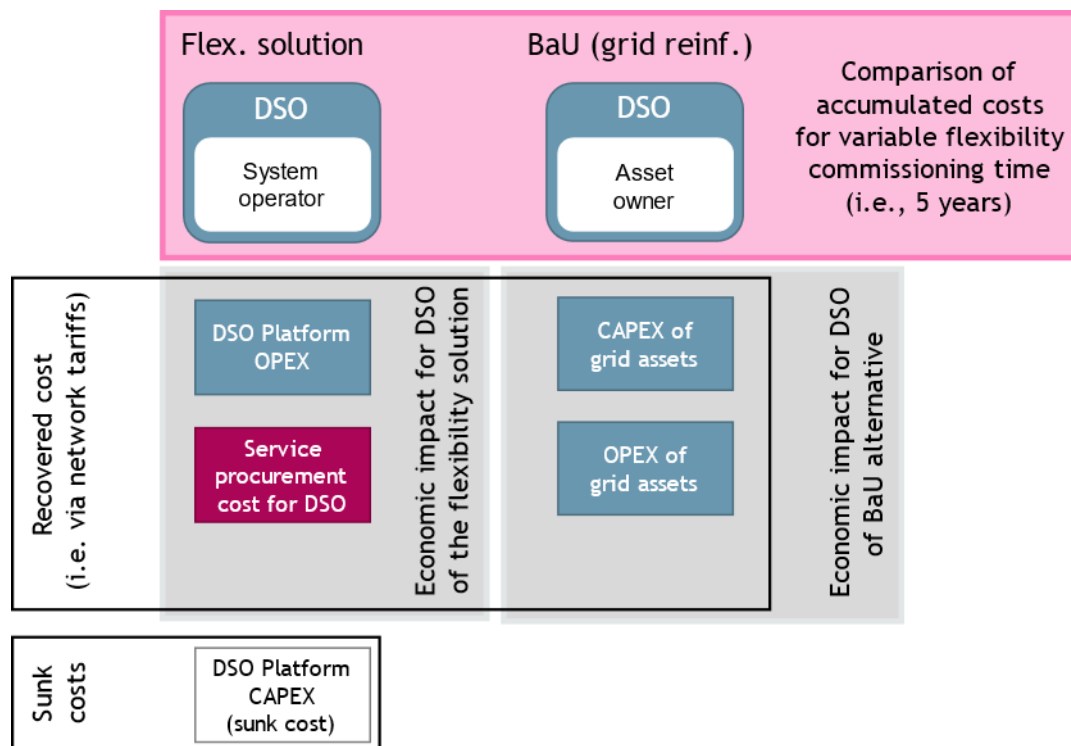 Flex. solution
BaU (grid reinf.)
DSO
System
operator
DSO
Asset
owner
Comparison of
accumulated costs
for variable flexibility
commissioning time
(i.e., 5 years)
Recovered cost
(i.e. via network tariffs)
DSO Platform
OPEX
Service
procurement
cost for DSO
Economic impact for DSO
of the flexibility solution
CAPEX of
grid assets
OPEX of
grid assets
Economic impact for DSO
of BaU alternative
Sunk
costs
DSO Platform
CAPEX
(sunk cost)